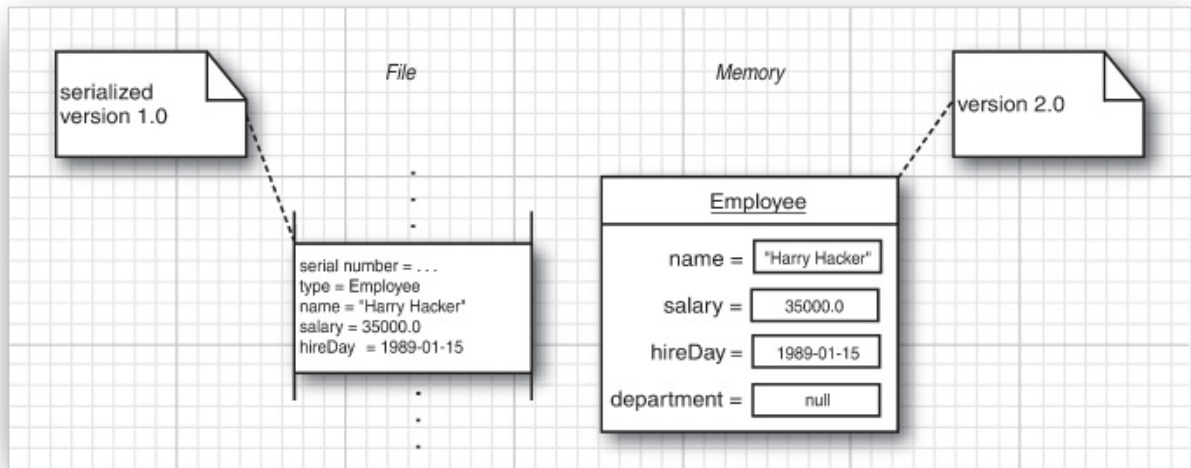 File
Memory
serialized
version 1.0
version 2.0
serial number = . . .
type = Employee
name = "Harry Hacker"
salary = 35000.0
hireDay = 1989-01-15
Employee
name = "Harry Hacker"
salary = 35000.0
hireDay = 1989-01-15
department = null